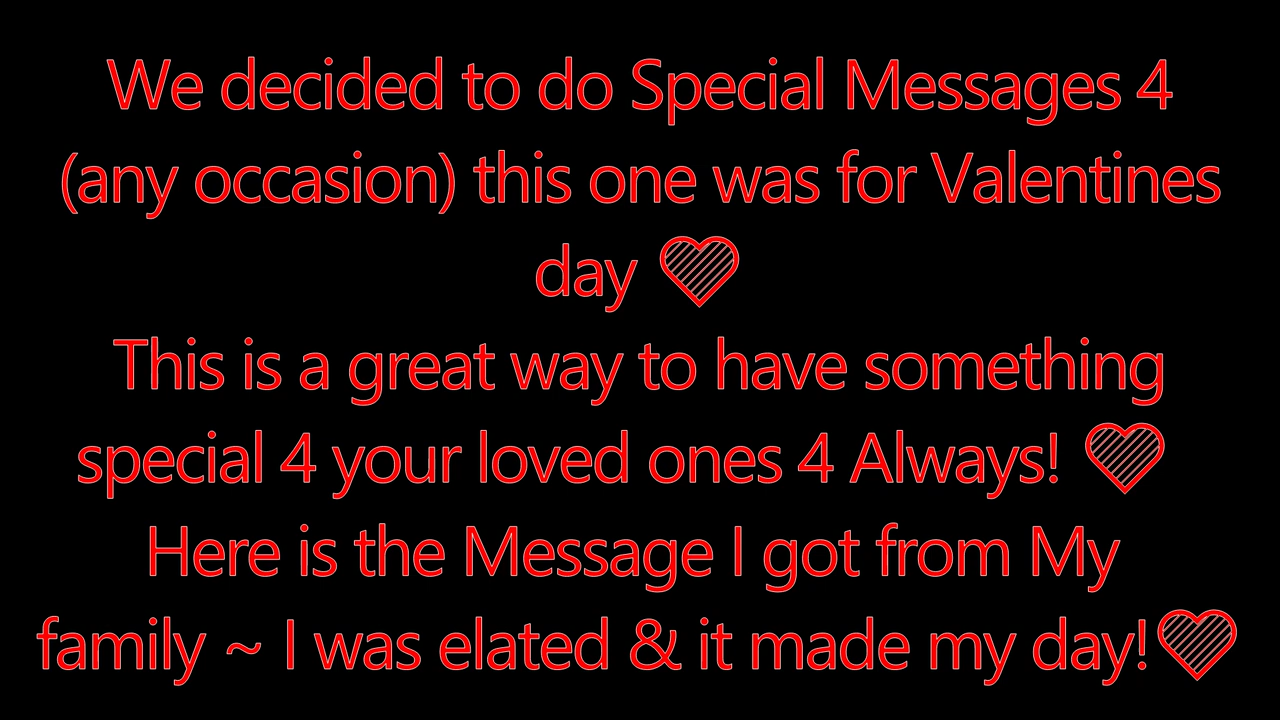 We decided to do Special Messages 4
(any occasion) this one was for Valentines
day ♥
This is a great way to have something
special 4 your loved ones 4 Always! ♥
Here is the Message I got from My
family ~ I was elated & it made my day!♥